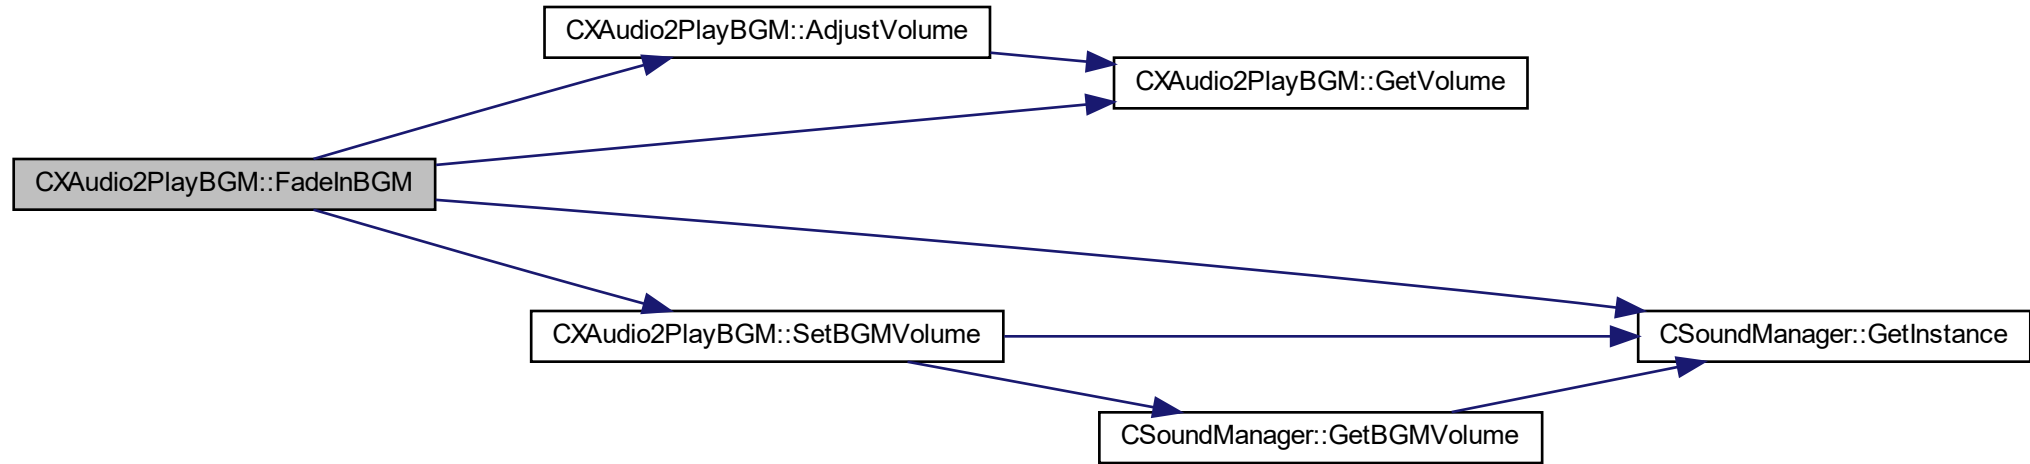 CXAudio2PlayBGM::AdjustVolume
CXAudio2PlayBGM::GetVolume
CXAudio2PlayBGM::FadeInBGM
CXAudio2PlayBGM::SetBGMVolume
CSoundManager::GetInstance
CSoundManager::GetBGMVolume